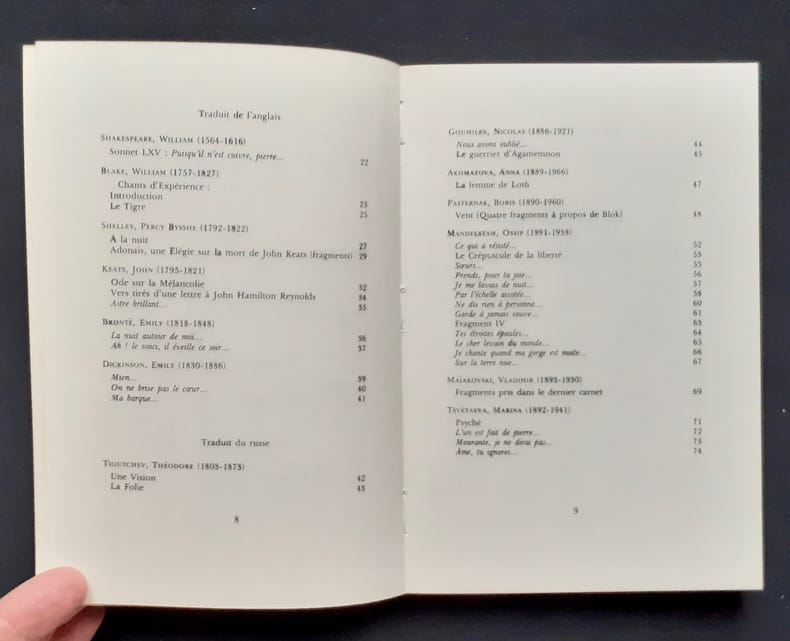 Traduit de l'anglais
SHAKESPEARE, WILLIAM (1564-1616)
Sonnet LXV : Puisqu'il n'est cuivre, pierre... 22
BLAKE, WILLIAM (1757-1827)
Chants d'Expérience :
Introduction 23
Le Tigre 25
SHELLEY, PERCY BYSSHE (1792-1822)
A la nuit 27
Adonais, une Élégie sur la mort de John Keats (fragments) 29
KEATS, JOHN (1795-1821)
Ode sur la Mélancolie 32
Vers tirés d'une lettre à John Hamilton Reynolds 34
Astre brillant... 35
BRONTË, EMILY (1818-1848)
La nuit autour de moi... 36
Ah ! le voici, il éveille ce soir... 37
DICKINSON, EMILY (1830-1886)
Mien... 39
On ne brise pas le cœur... 40
Ma barque... 41
Traduit du russe
TIOUTCHEV, THÉODORE (1803-1873)
Une Vision 42
La Folie 43
8
GOUMILEV, NICOLAS (1886-1921)
Nous avons oublié... 44
Le guerrier d'Agamemnon 45
AKHMATOVA, ANNA (1889-1966)
La femme de Loth 47
PASTERNAK, BORIS (1890-1960)
Vent [Quatre fragments à propos de Blok] 48
MANDELSTAM, OSSIP (1891-1938)
Ce qui a résisté... 52
Le Crépuscule de la liberté 53
Sœurs... 55
Prends, pour ta joie... 56
Je me lavais de nuit... 57
Par l'échelle accotée... 58
Ne dis rien à personne... 60
Garde à jamais sauve... 61
Fragment IV 63
Tes étroites épaules... 64
Le cher levain du monde... 65
Je chante quand ma gorge est moite... 66
Sur la terre nue... 67
MAÏAKOVSKI, VLADIMIR (1893-1930)
Fragments pris dans le dernier carnet 69
TSVÉTAEVA, MARINA (1892-1941)
Psyché 71
L'un est fait de pierre... 72
Mourante, je ne dirai pas... 73
Âme, tu ignores... 74
9